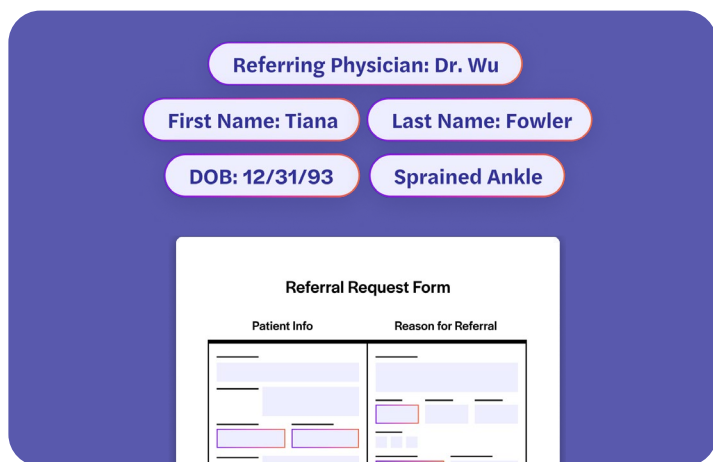 Referring Physician: Dr. Wu
First Name: Tiana
Last Name: Fowler
DOB: 12/31/93
Sprained Ankle
Referral Request Form
Patient Info
Reason for Referral